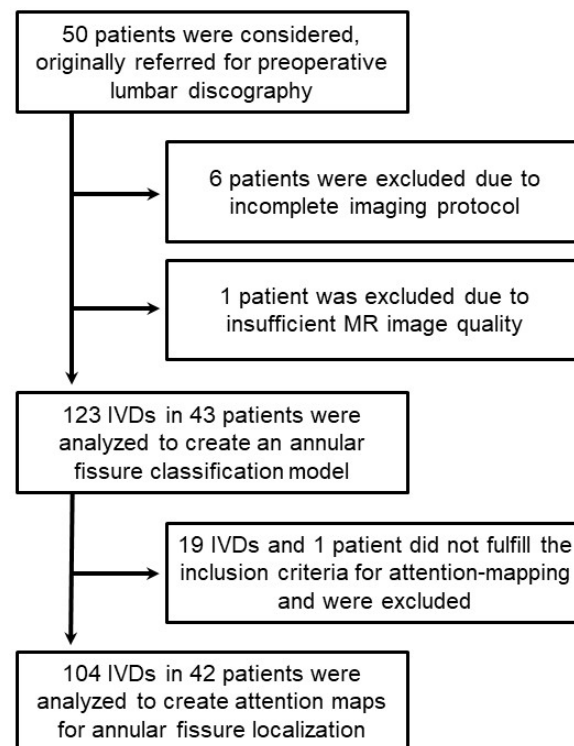 50 patients were considered,
originally referred for preoperative
lumbar discography
6 patients were excluded due to
incomplete imaging protocol
1 patient was excluded due to
insufficient MR image quality
123 IVDs in 43 patients were
analyzed to create an annular
fissure classification model
19 IVDs and 1 patient did not fulfill the
inclusion criteria for attention-mapping
and were excluded
104 IVDs in 42 patients were
analyzed to create attention maps
for annular fissure localization